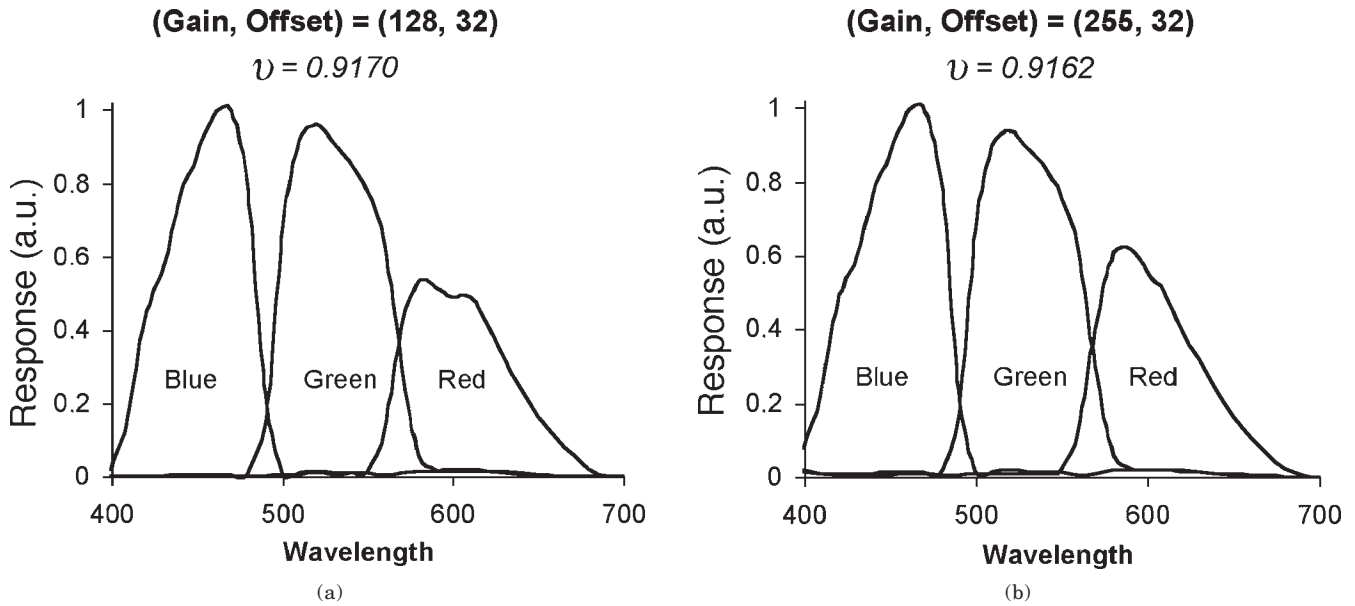 (Gain, Offset) = (128, 32)
υ = 0.9170
1
0.8
0.6
0.4
0.2
0
Response (a.u.)
Blue
Green
Red
400
500
600
700
Wavelength
(a)
(Gain, Offset) = (255, 32)
υ = 0.9162
1
0.8
0.6
0.4
0.2
0
Response (a.u.)
Blue
Green
Red
400
500
600
700
Wavelength
(b)